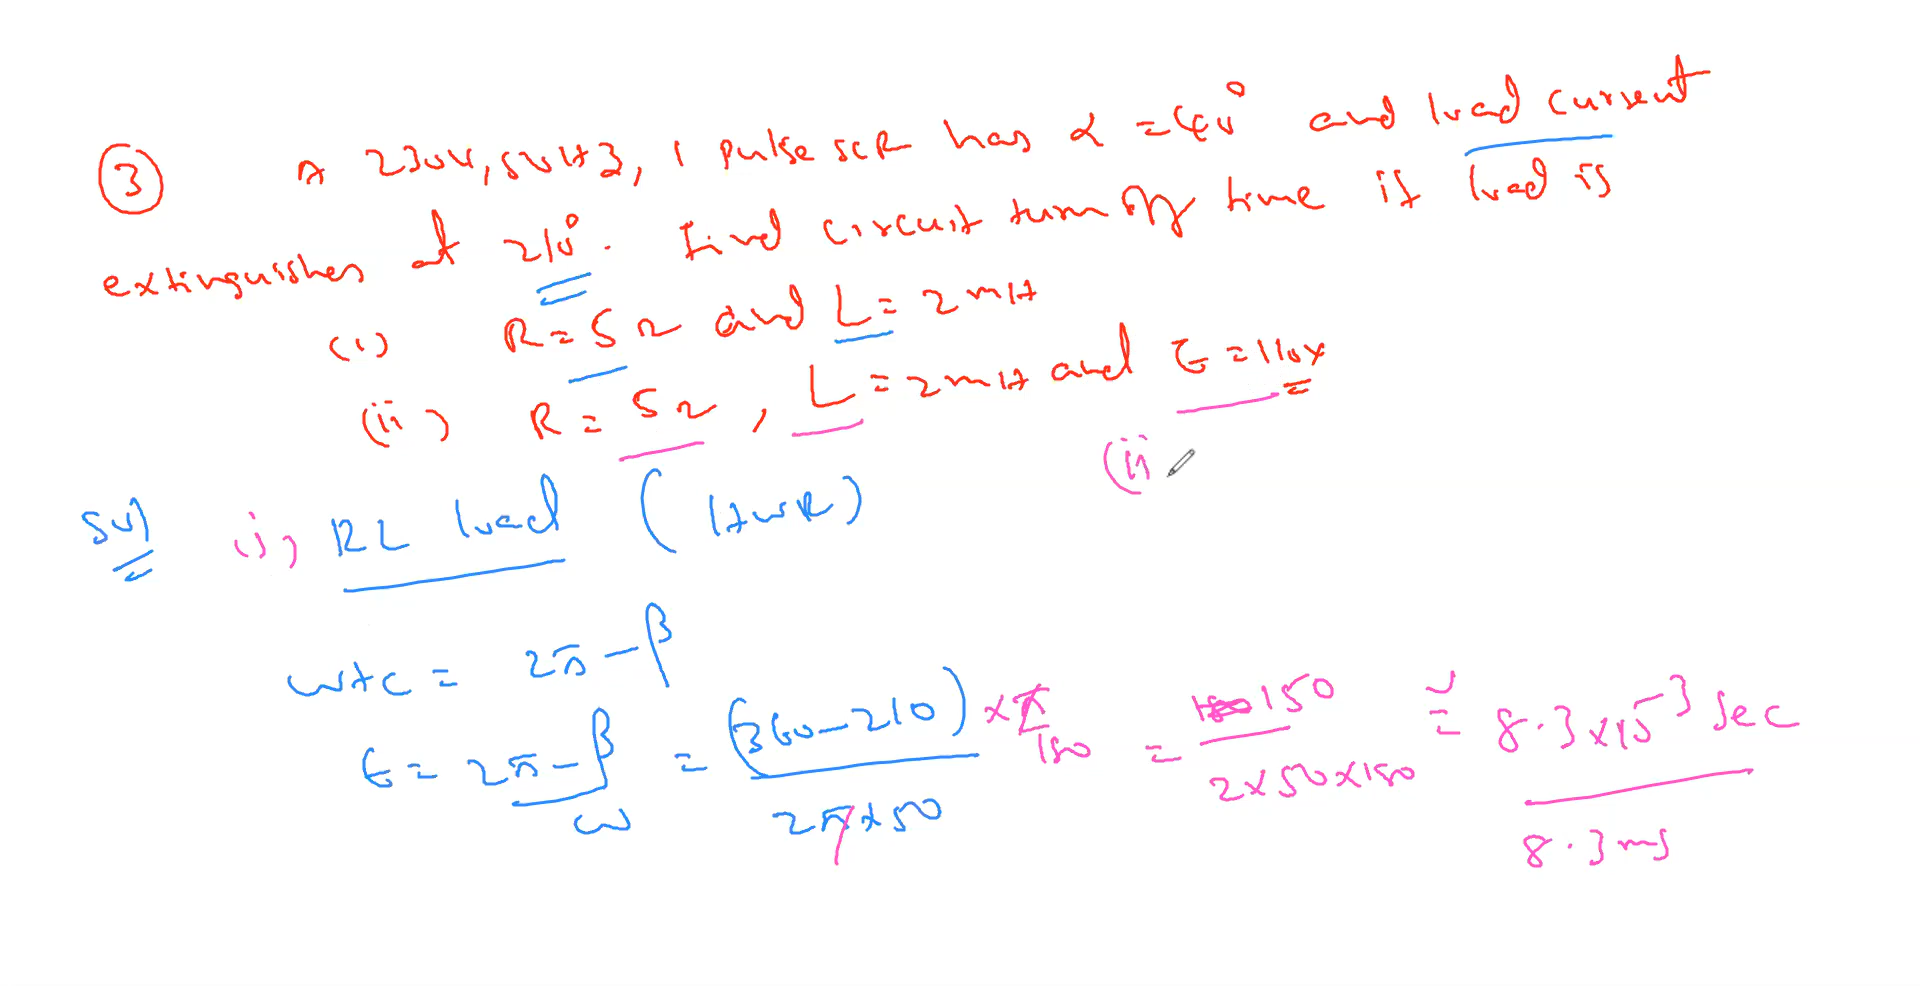 (3) A 230V, 50Hz, 1 pulse SCR has α = 40° and load current
extinguishes at 210°. Find circuit turn off time if load is
(i) R = 5Ω and L = 2mH
(ii) R = 5Ω, L = 2mH and E = 110V
(ii
Sol (i) RL load (HWR)
ωtc = 2π - β
t = 2π - β / ω = (360 - 210) × π/180 / 2π × 50 = 150 / 2×50×180 ≅ 8.3×10^-3 sec
8.3 ms